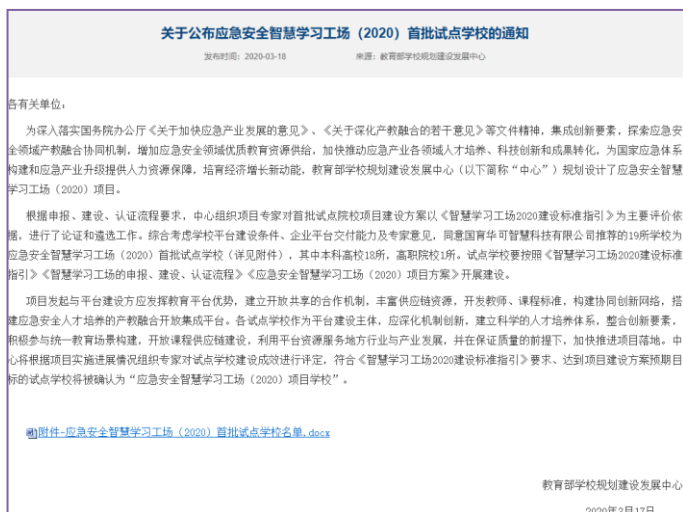 关于公布应急安全智慧学习工场（2020）首批试点学校的通知
发布时间：2020-03-18 来源：教育部学校规划建设发展中心
各有关单位：
为深入落实国务院办公厅《关于加快应急产业发展的意见》、《关于深化产教融合的若干意见》等文件精神，集成创新要素，探索应急安
全领域产教融合协同机制，增加应急安全领域优质教育资源供给，加快推动应急产业各领域人才培养、科技创新和成果转化，为国家应急体系
构建和应急产业升级提供人力资源保障，培育经济增长新动能，教育部学校规划建设发展中心（以下简称“中心”）规划设计了应急安全智慧
学习工场（2020）项目。
根据申报、建设、认证流程要求，中心组织项目专家对首批试点院校项目建设方案以《智慧学习工场2020建设标准指引》为主要评价依
据，进行了论证和遴选工作。综合考虑学校平台建设条件、企业平台交付能力及专家意见，同意国育华可智慧科技有限公司推荐的19所学校为
应急安全智慧学习工场（2020）首批试点学校（详见附件），其中本科高校18所，高职院校1所。试点学校要按照《智慧学习工场2020建设标准
指引》《智慧学习工场的申报、建设、认证流程》《应急安全智慧学习工场（2020）项目方案》开展建设。
项目发起与平台建设方应发挥教育平台优势，建立开放共享的合作机制，丰富供应链资源，开发教师、课程标准，构建协同创新网络，搭
建应急安全人才培养的产教融合开放集成平台。各试点学校作为平台建设主体，应深化机制创新，建立科学的人才培养体系，整合创新要素，
积极参与统一教育场景构建，开放课程供应链建设，利用平台资源服务地方行业与产业发展，并在保证质量的前提下，加快推进项目落地。中
心将根据项目实施进展情况组织专家对试点学校建设成效进行评定，符合《智慧学习工场2020建设标准指引》要求、达到项目建设方案预期目
标的试点学校将被确认为“应急安全智慧学习工场（2020）项目学校”。
附件-应急安全智慧学习工场（2020）首批试点学校名单.docx
教育部学校规划建设发展中心
2020年3月17日